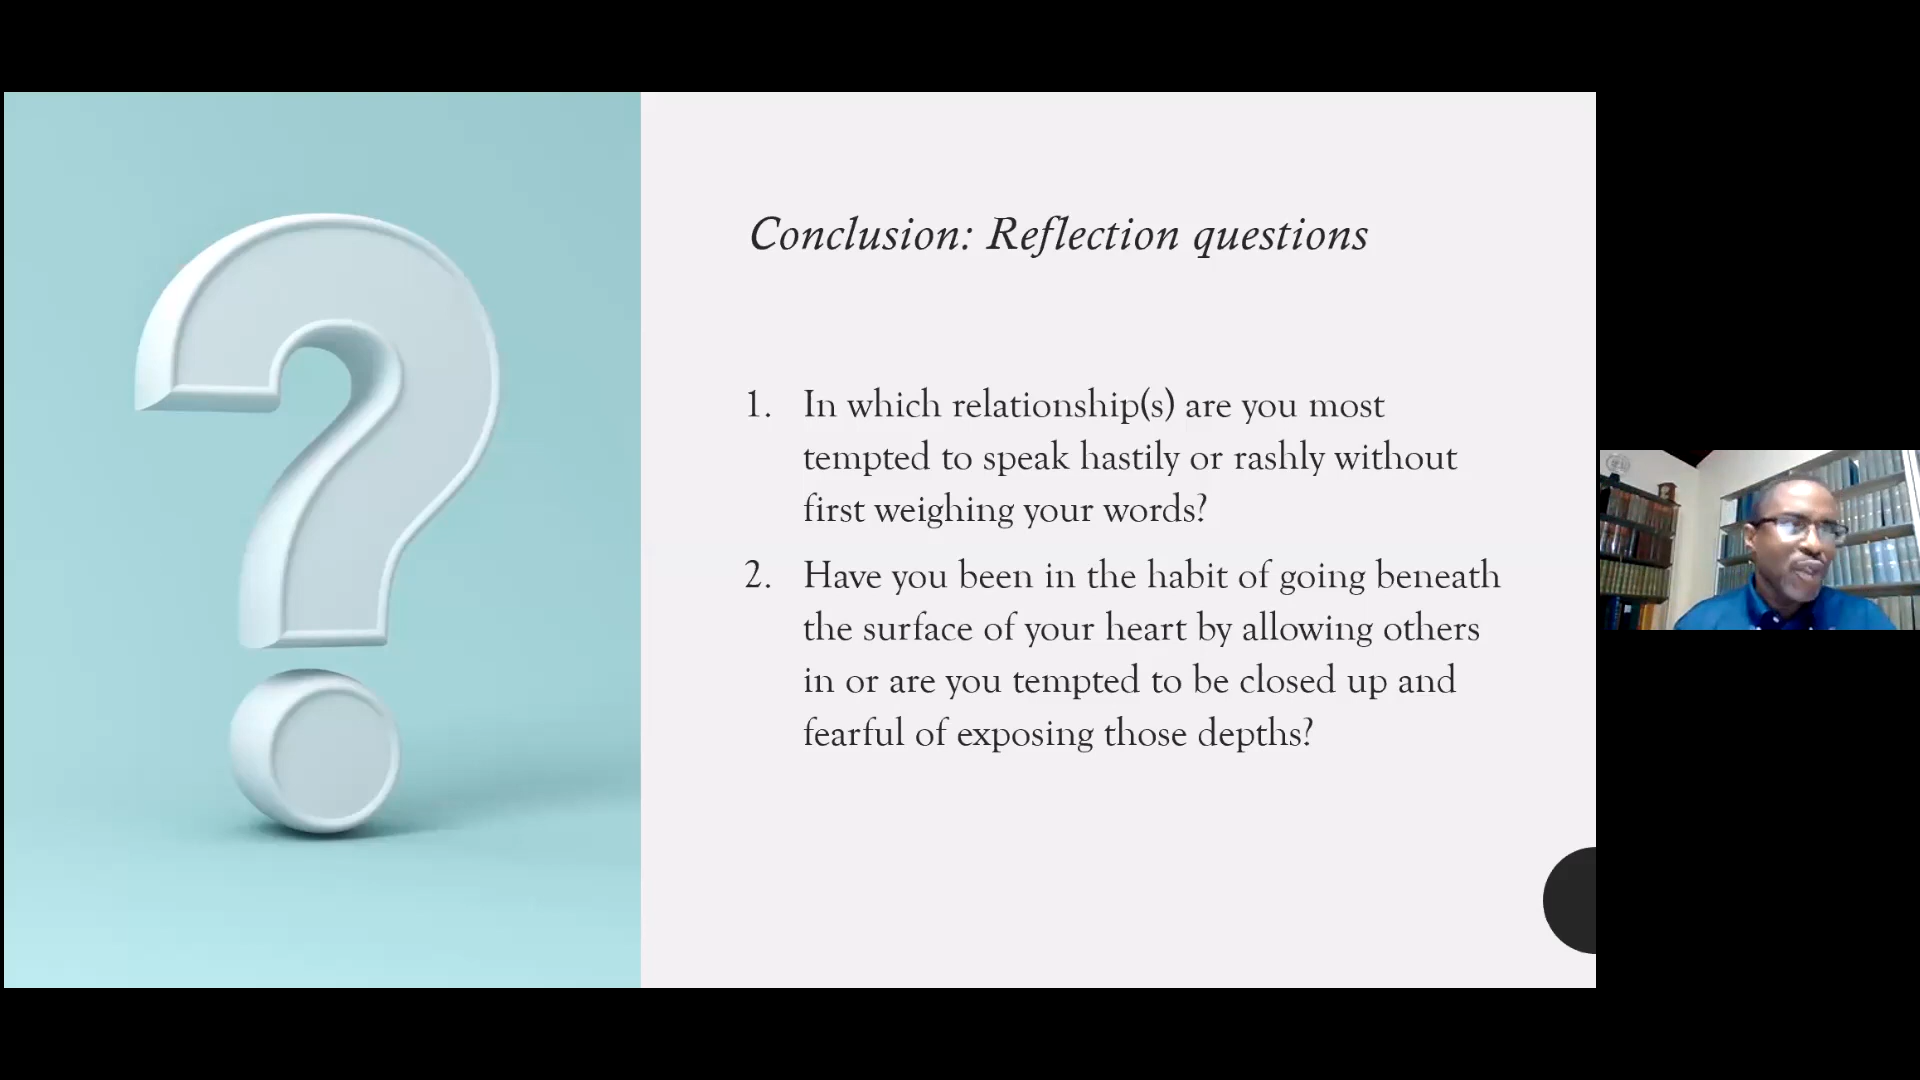 Conclusion: Reflection questions
1. In which relationship(s) are you most
tempted to speak hastily or rashly without
first weighing your words?
2. Have you been in the habit of going beneath
the surface of your heart by allowing others
in or are you tempted to be closed up and
fearful of exposing those depths?